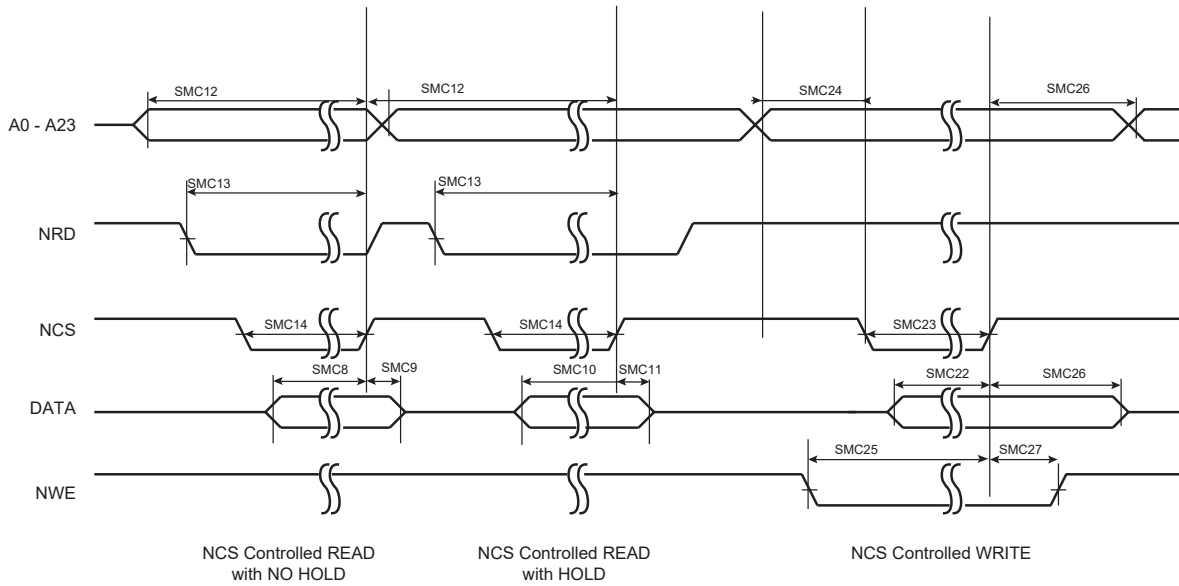 SMC12
SMC12
SMC24
SMC26
A0 - A23
SMC13
SMC13
NRD
SMC14
SMC14
SMC23
NCS
SMC8
SMC9
SMC10
SMC11
SMC22
SMC26
DATA
SMC25
SMC27
NWE
NCS Controlled READ
with NO HOLD
NCS Controlled READ
with HOLD
NCS Controlled WRITE